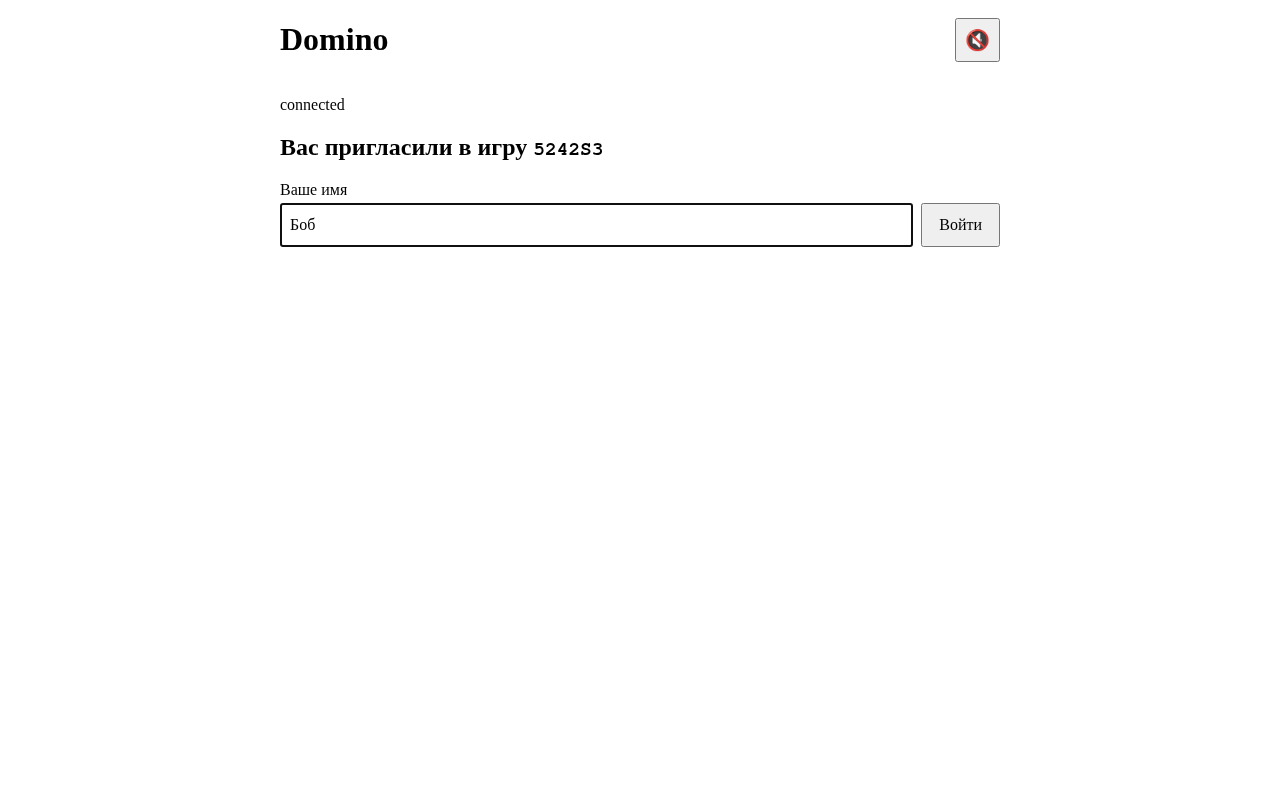 Domino
connected
Вас пригласили в игру 5242S3
Ваше имя
Боб
Войти